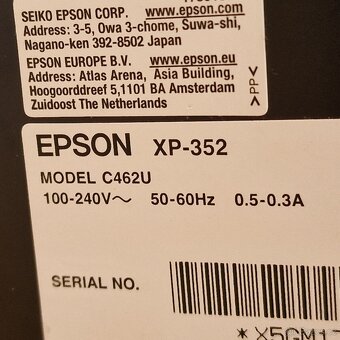 SEIKO EPSON CORP. www.epson.com
Address: 3-5, Owa 3-chome, Suwa-shi,
Nagano-ken 392-8502 Japan
EPSON EUROPE B.V. www.epson.eu
Address: Atlas Arena, Asia Building,
Hoogoorddreef 5,1101 BA Amsterdam
Zuidoost The Netherlands
>PP<
EPSON XP-352
MODEL C462U
100-240V～ 50-60Hz 0.5-0.3A
SERIAL NO.
*X5GM17